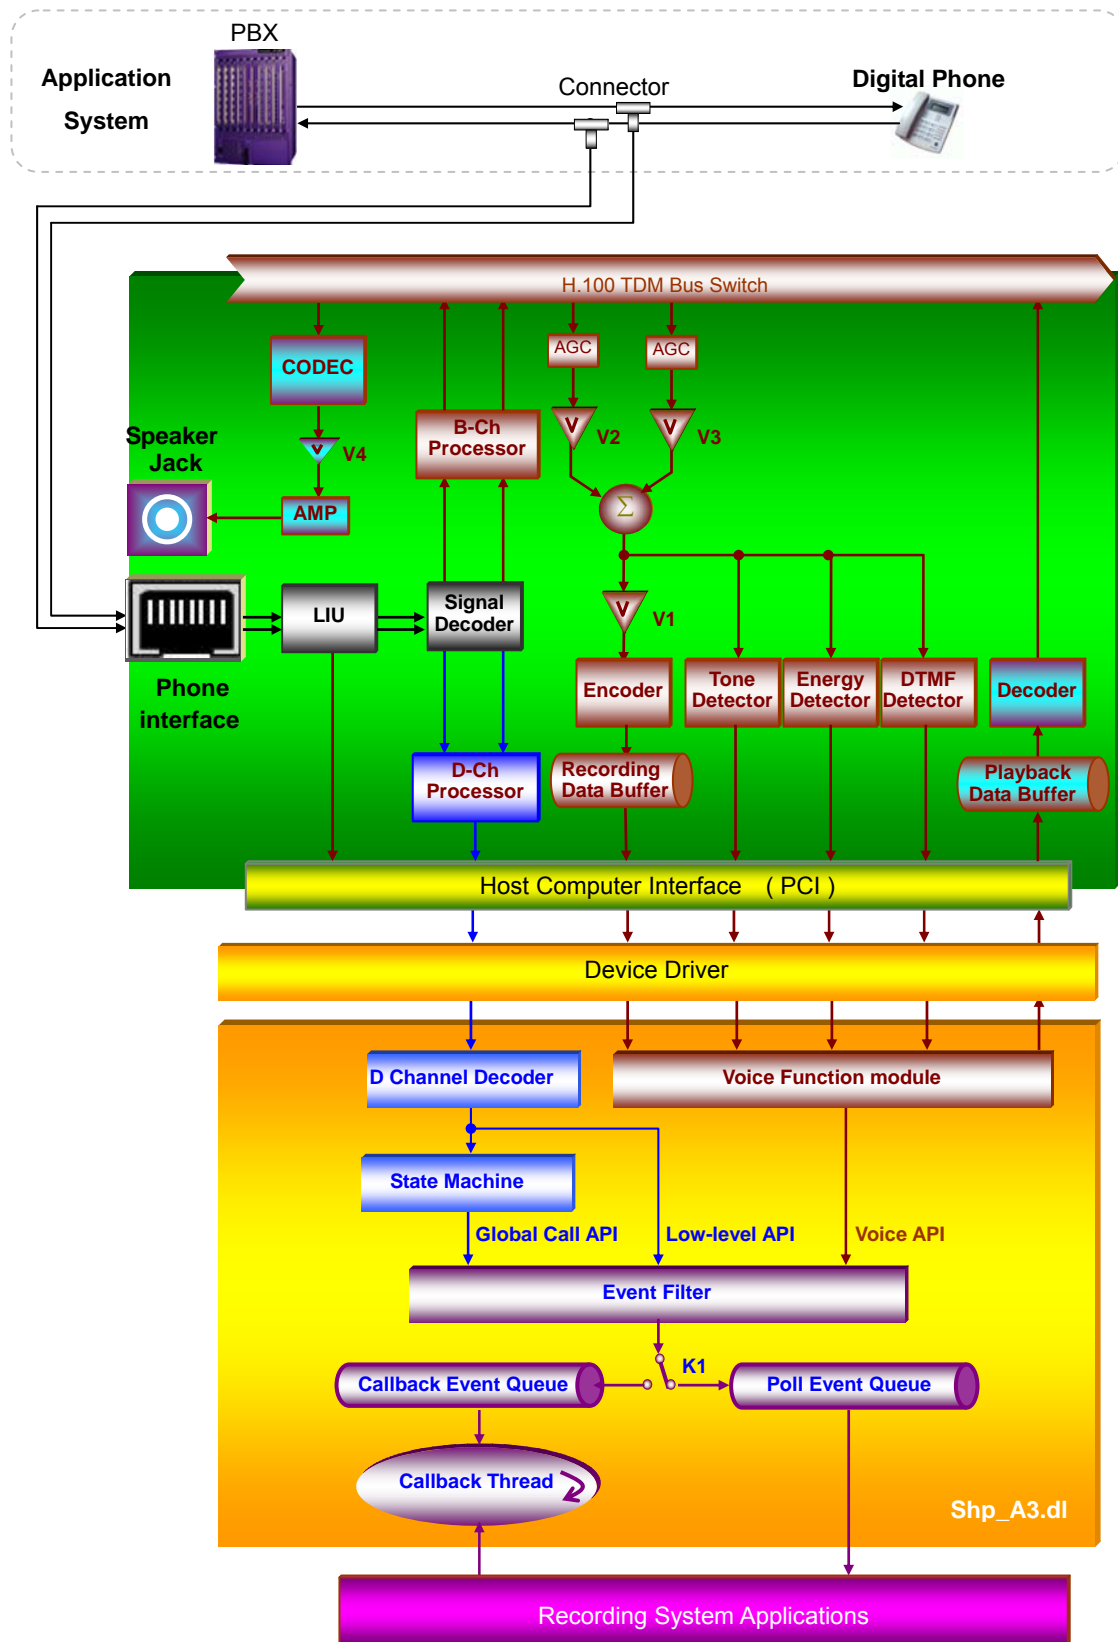 PBX
Application
System
Connector
Digital Phone
H.100 TDM Bus Switch
CODEC
AGC
AGC
V
V2
V
V3
B-Ch
Processor
Speaker
Jack
V
V4
AMP
Σ
LIU
Signal
Decoder
V
V1
Phone
interface
Encoder
Tone
Detector
Energy
Detector
DTMF
Detector
Decoder
D-Ch
Processor
Recording
Data Buffer
Playback
Data Buffer
Host Computer Interface ( PCI )
Device Driver
D Channel Decoder
Voice Function module
State Machine
Global Call API
Low-level API
Voice API
Event Filter
K1
Callback Event Queue
Poll Event Queue
Callback Thread
Shp_A3.dl
Recording System Applications